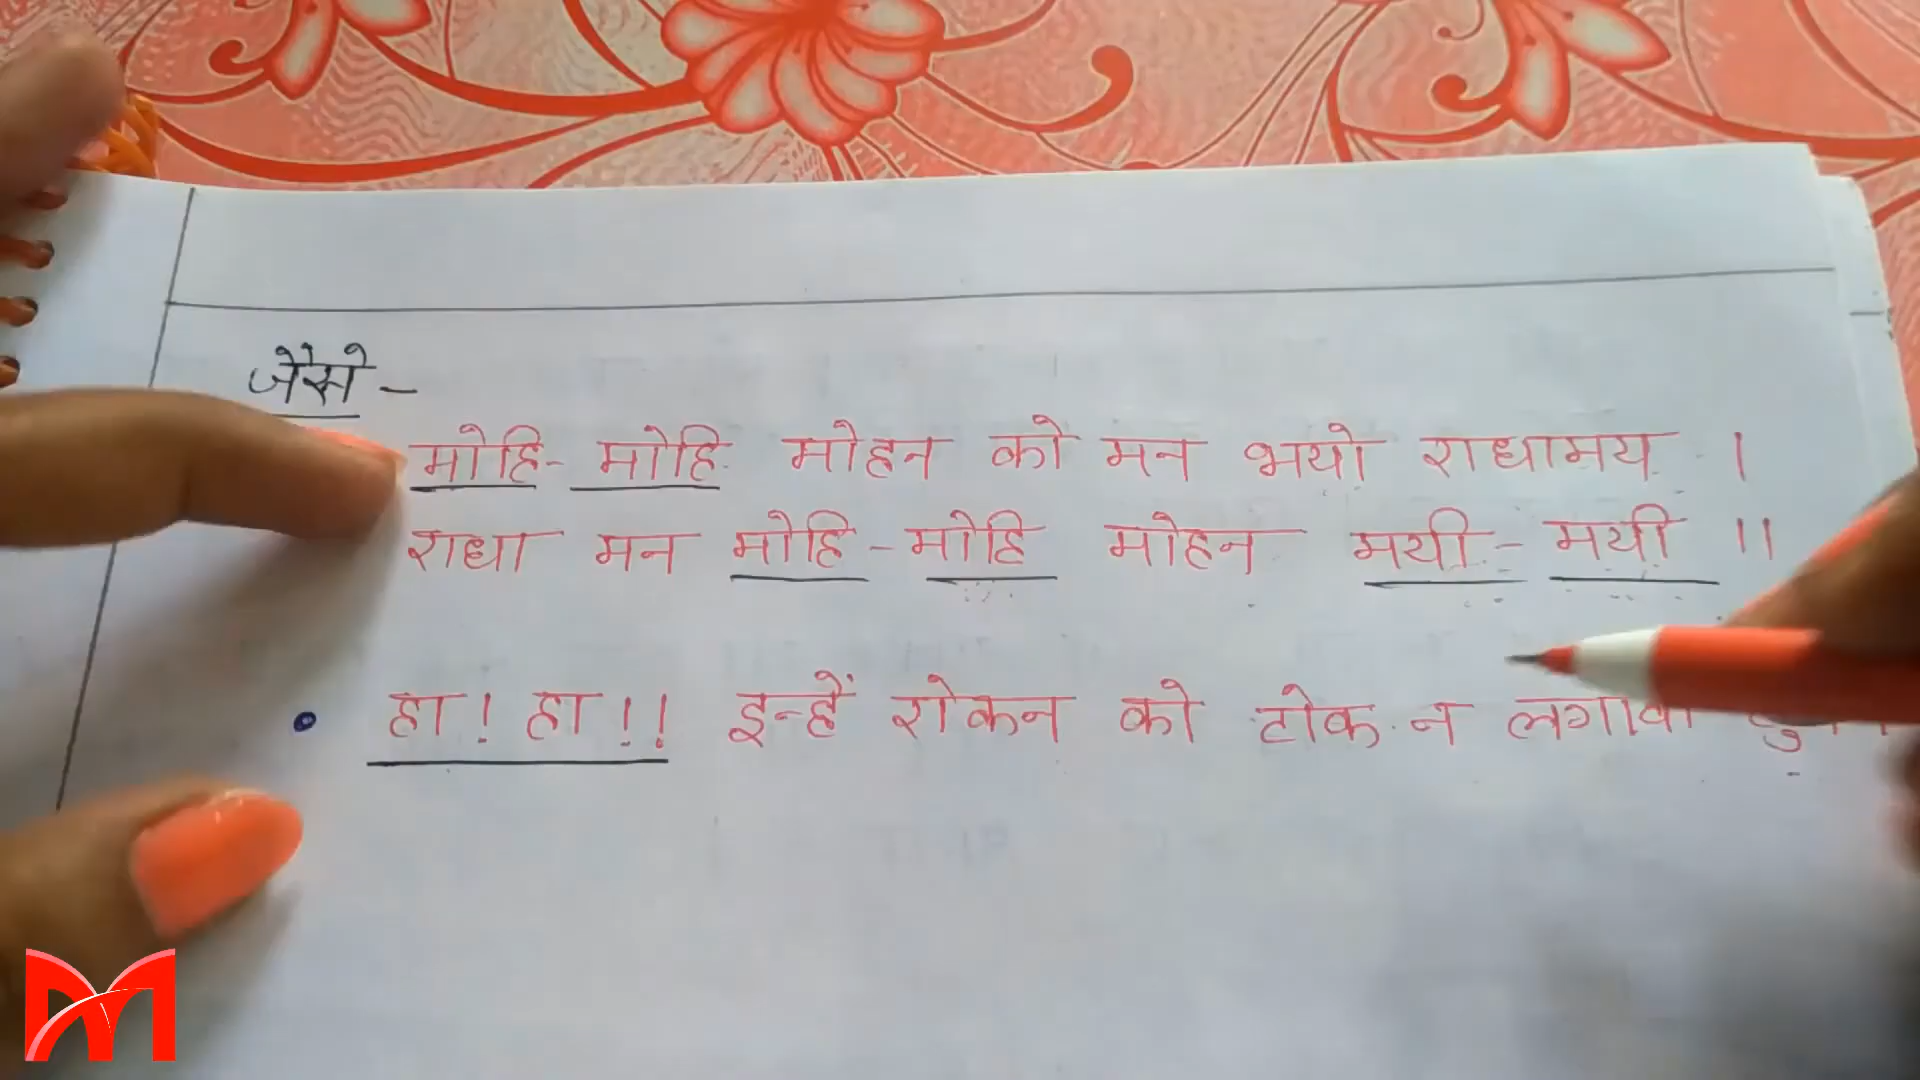 जैसे -
मोहि - मोहि मोहन को मन भयो राधामय ।
राधा मन मोहि - मोहि मोहन मयी - मयी ॥
• हा ! हा !! इन्हें रोकन को टोक न लगावो